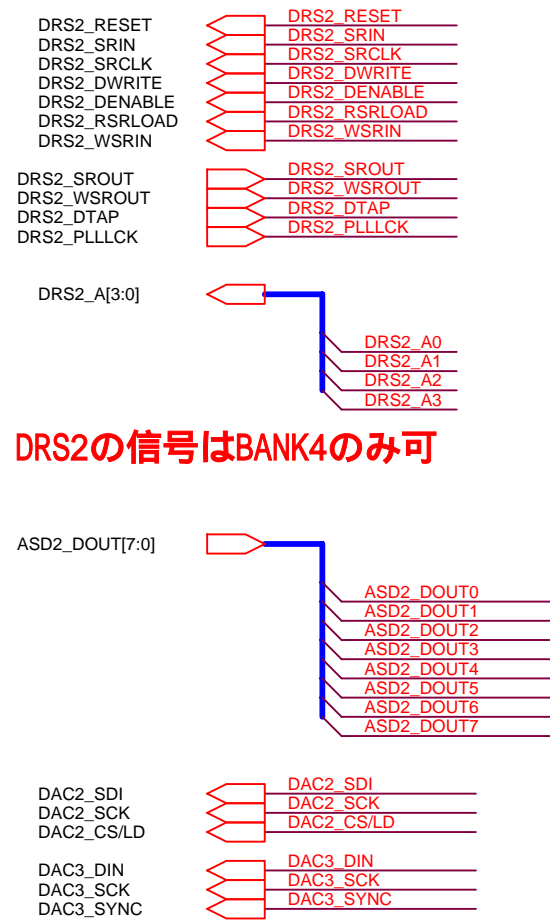 DRS2_RESET DRS2_RESET
DRS2_SRIN DRS2_SRIN
DRS2_SRCLK DRS2_SRCLK
DRS2_DWRITE DRS2_DWRITE
DRS2_DENABLE DRS2_DENABLE
DRS2_RSRLOAD DRS2_RSRLOAD
DRS2_WSRIN DRS2_WSRIN
DRS2_SROUT DRS2_SROUT
DRS2_WSROUT DRS2_WSROUT
DRS2_DTAP DRS2_DTAP
DRS2_PLLLCK DRS2_PLLLCK
DRS2_A[3:0]
DRS2_A0
DRS2_A1
DRS2_A2
DRS2_A3
DRS2の信号はBANK4のみ可
ASD2_DOUT[7:0]
ASD2_DOUT0
ASD2_DOUT1
ASD2_DOUT2
ASD2_DOUT3
ASD2_DOUT4
ASD2_DOUT5
ASD2_DOUT6
ASD2_DOUT7
DAC2_SDI DAC2_SDI
DAC2_SCK DAC2_SCK
DAC2_CS/LD DAC2_CS/LD
DAC3_DIN DAC3_DIN
DAC3_SCK DAC3_SCK
DAC3_SYNC DAC3_SYNC